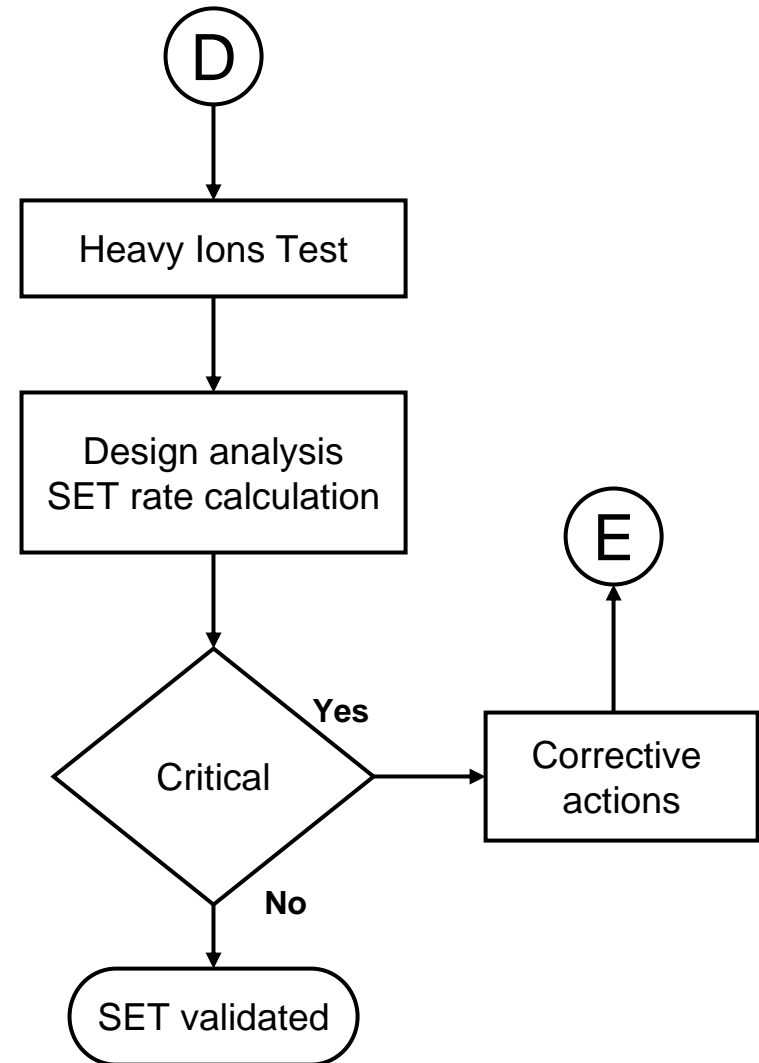 D
Heavy Ions Test
Design analysis
SET rate calculation
E
Yes
Critical
Corrective
actions
No
SET validated